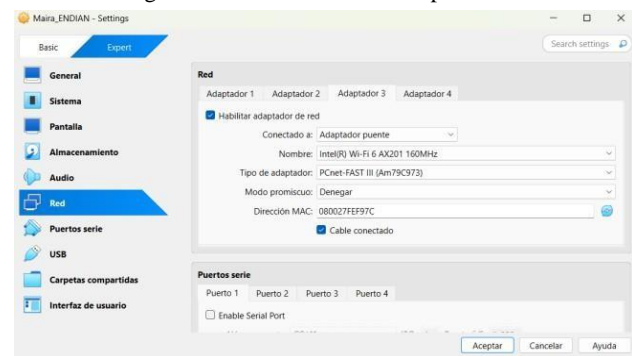 Maira_ENDIAN - Settings
Basic Expert
Search settings
General
Sistema
Pantalla
Almacenamiento
Audio
Red
Puertos serie
USB
Carpetas compartidas
Interfaz de usuario
Red
Adaptador 1 Adaptador 2 Adaptador 3 Adaptador 4
Habilitar adaptador de red
Conectado a: Adaptador puente
Nombre: Intel(R) Wi-Fi 6 AX201 160MHz
Tipo de adaptador: PCnet-FAST III (Am79C973)
Modo promiscuo: Denegar
Dirección MAC: 080027FEF97C
Cable conectado
Puertos serie
Puerto 1 Puerto 2 Puerto 3 Puerto 4
Enable Serial Port
Aceptar Cancelar Ayuda